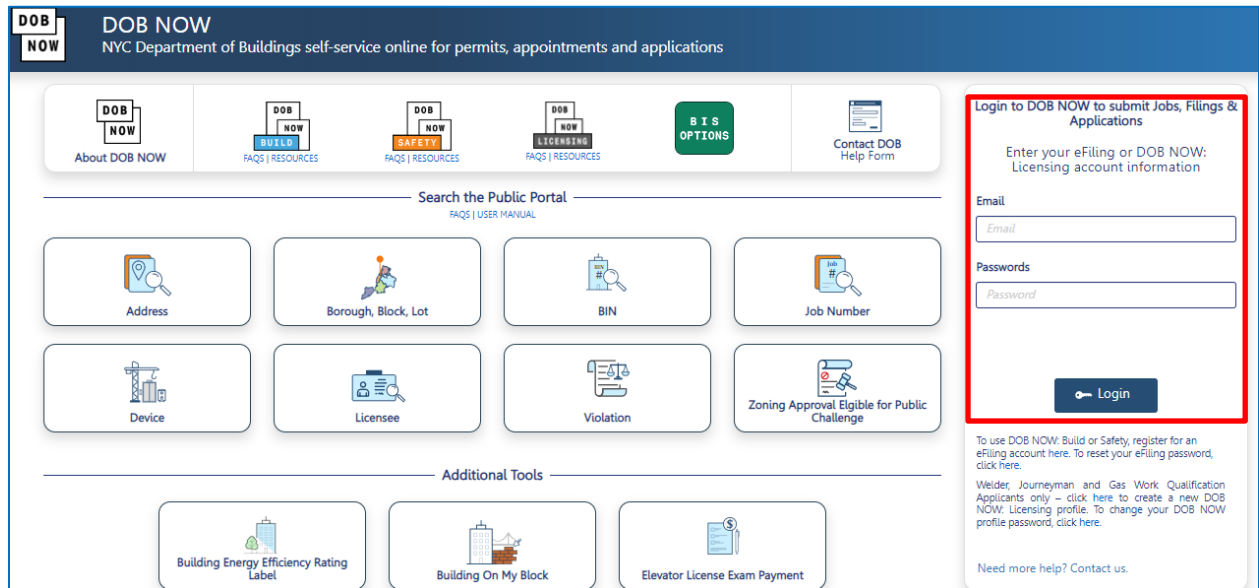 DOB
NOW
DOB NOW
NYC Department of Buildings self-service online for permits, appointments and applications
DOB
NOW
About DOB NOW
DOB
NOW
BUILD
FAQS | RESOURCES
DOB
NOW
SAFETY
FAQS | RESOURCES
DOB
NOW
LICENSING
FAQS | RESOURCES
BIS
OPTIONS
Contact DOB
Help Form
Search the Public Portal
FAQS | USER MANUAL
Address
Borough, Block, Lot
BIN
#
BIN
Job
#
Job Number
Device
Licensee
Violation
Zoning Approval Elgible for Public
Challenge
Additional Tools
Building Energy Efficiency Rating
Label
Building On My Block
$
Elevator License Exam Payment
Login to DOB NOW to submit Jobs, Filings &
Applications
Enter your eFiling or DOB NOW:
Licensing account information
Email
Email
Passwords
Password
Login
To use DOB NOW: Build or Safety, register for an
eFiling account here. To reset your eFiling password,
click here.
Welder, Journeyman and Gas Work Qualification
Applicants only – click here to create a new DOB
NOW: Licensing profile. To change your DOB NOW
profile password, click here.
Need more help? Contact us.